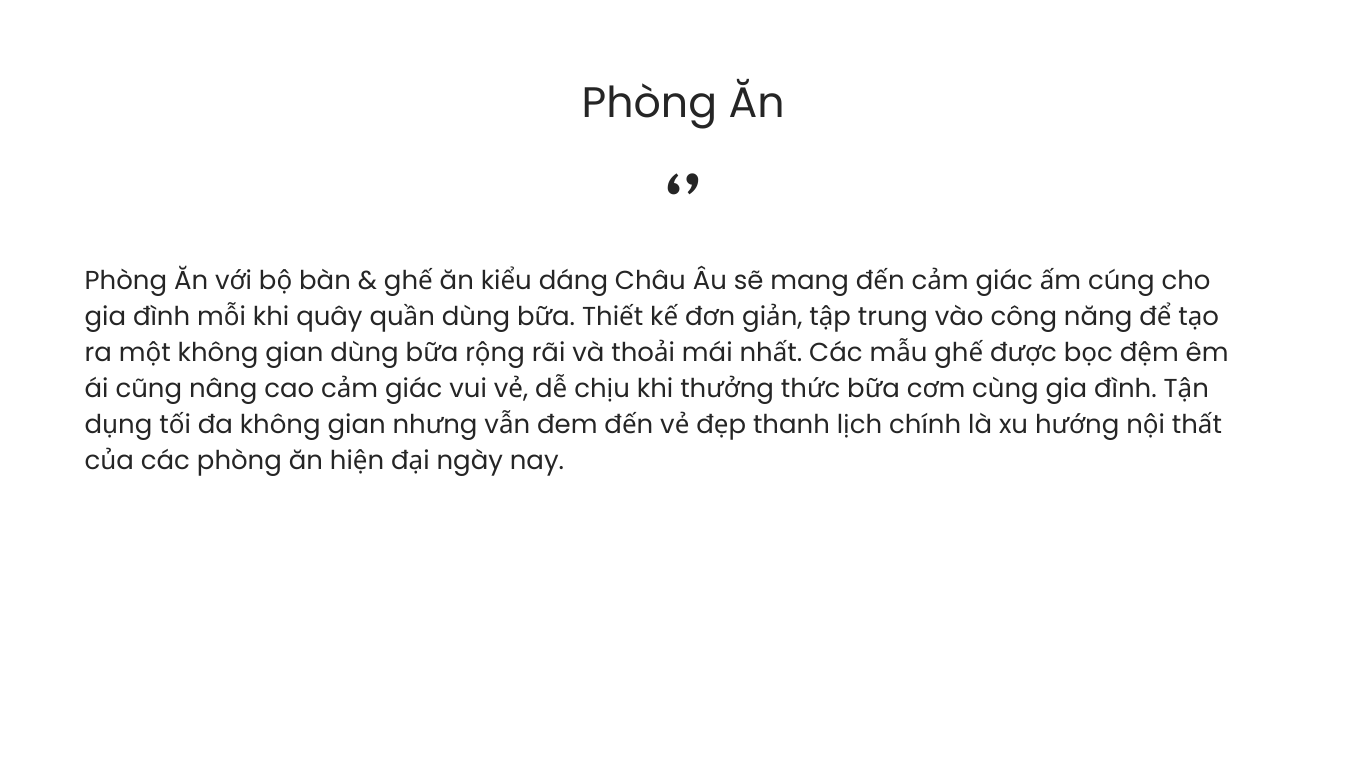 Phòng Ăn
‘’
Phòng Ăn với bộ bàn & ghế ăn kiểu dáng Châu Âu sẽ mang đến cảm giác ấm cúng cho
gia đình mỗi khi quây quần dùng bữa. Thiết kế đơn giản, tập trung vào công năng để tạo
ra một không gian dùng bữa rộng rãi và thoải mái nhất. Các mẫu ghế được bọc đệm êm
ái cũng nâng cao cảm giác vui vẻ, dễ chịu khi thưởng thức bữa cơm cùng gia đình. Tận
dụng tối đa không gian nhưng vẫn đem đến vẻ đẹp thanh lịch chính là xu hướng nội thất
của các phòng ăn hiện đại ngày nay.